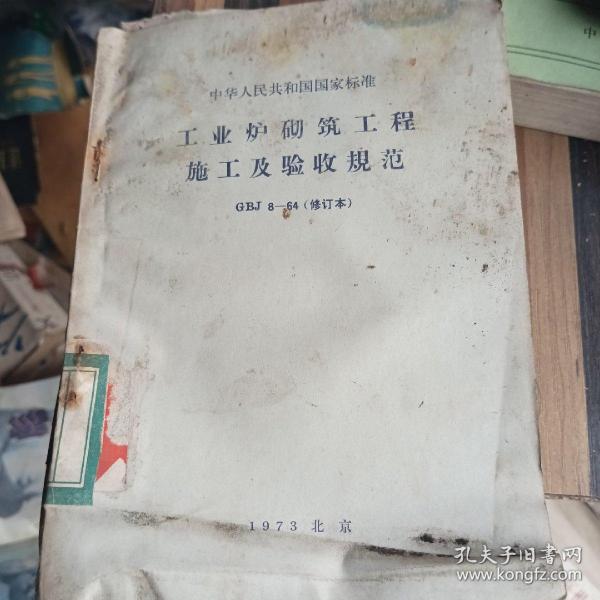 中华人民共和国国家标准
工业炉砌筑工程
施工及验收規范
GBJ 8—64（修订本）
1973 北京
中
孔夫子旧书网
www.kongfz.com